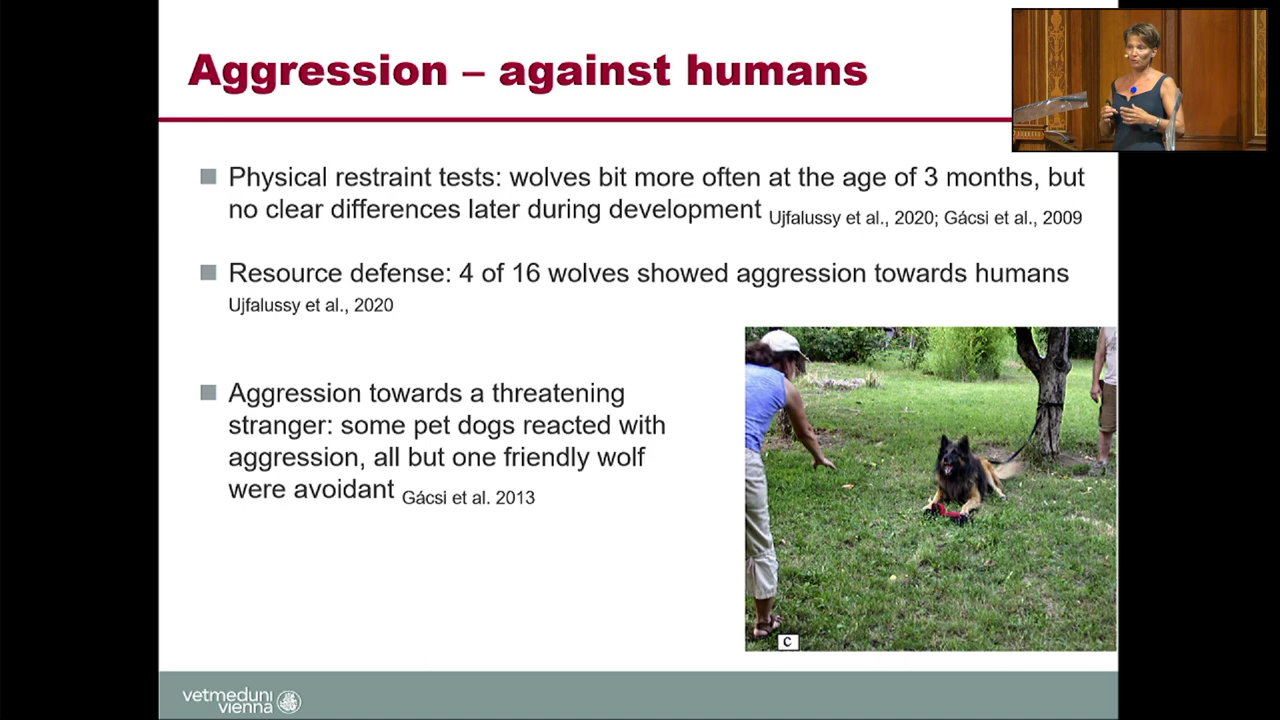 Aggression – against humans
Physical restraint tests: wolves bit more often at the age of 3 months, but
no clear differences later during development Ujfalussy et al., 2020; Gácsi et al., 2009
Resource defense: 4 of 16 wolves showed aggression towards humans
Ujfalussy et al., 2020
Aggression towards a threatening
stranger: some pet dogs reacted with
aggression, all but one friendly wolf
were avoidant Gácsi et al. 2013
C
vetmeduni
vienna